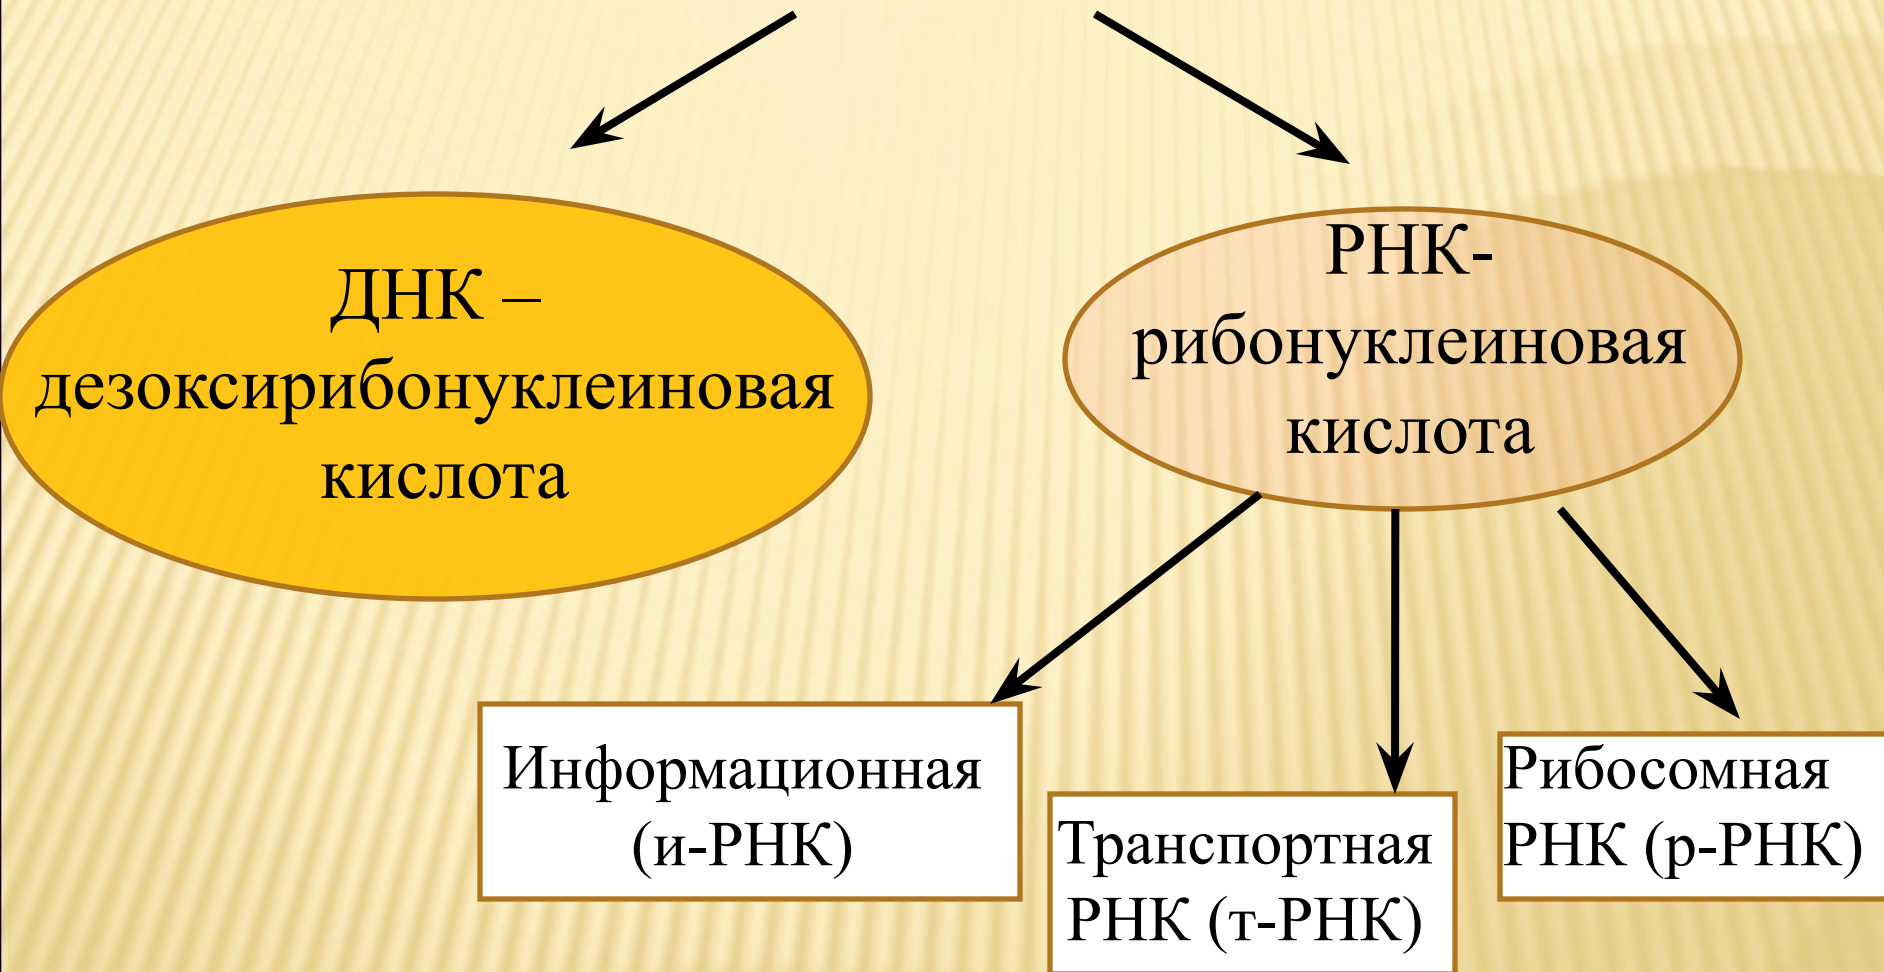 ДНК –
дезоксирибонуклеиновая
кислота
РНК-
рибонуклеиновая
кислота
Информационная
(и-РНК)
Транспортная
РНК (т-РНК)
Рибосомная
РНК (р-РНК)